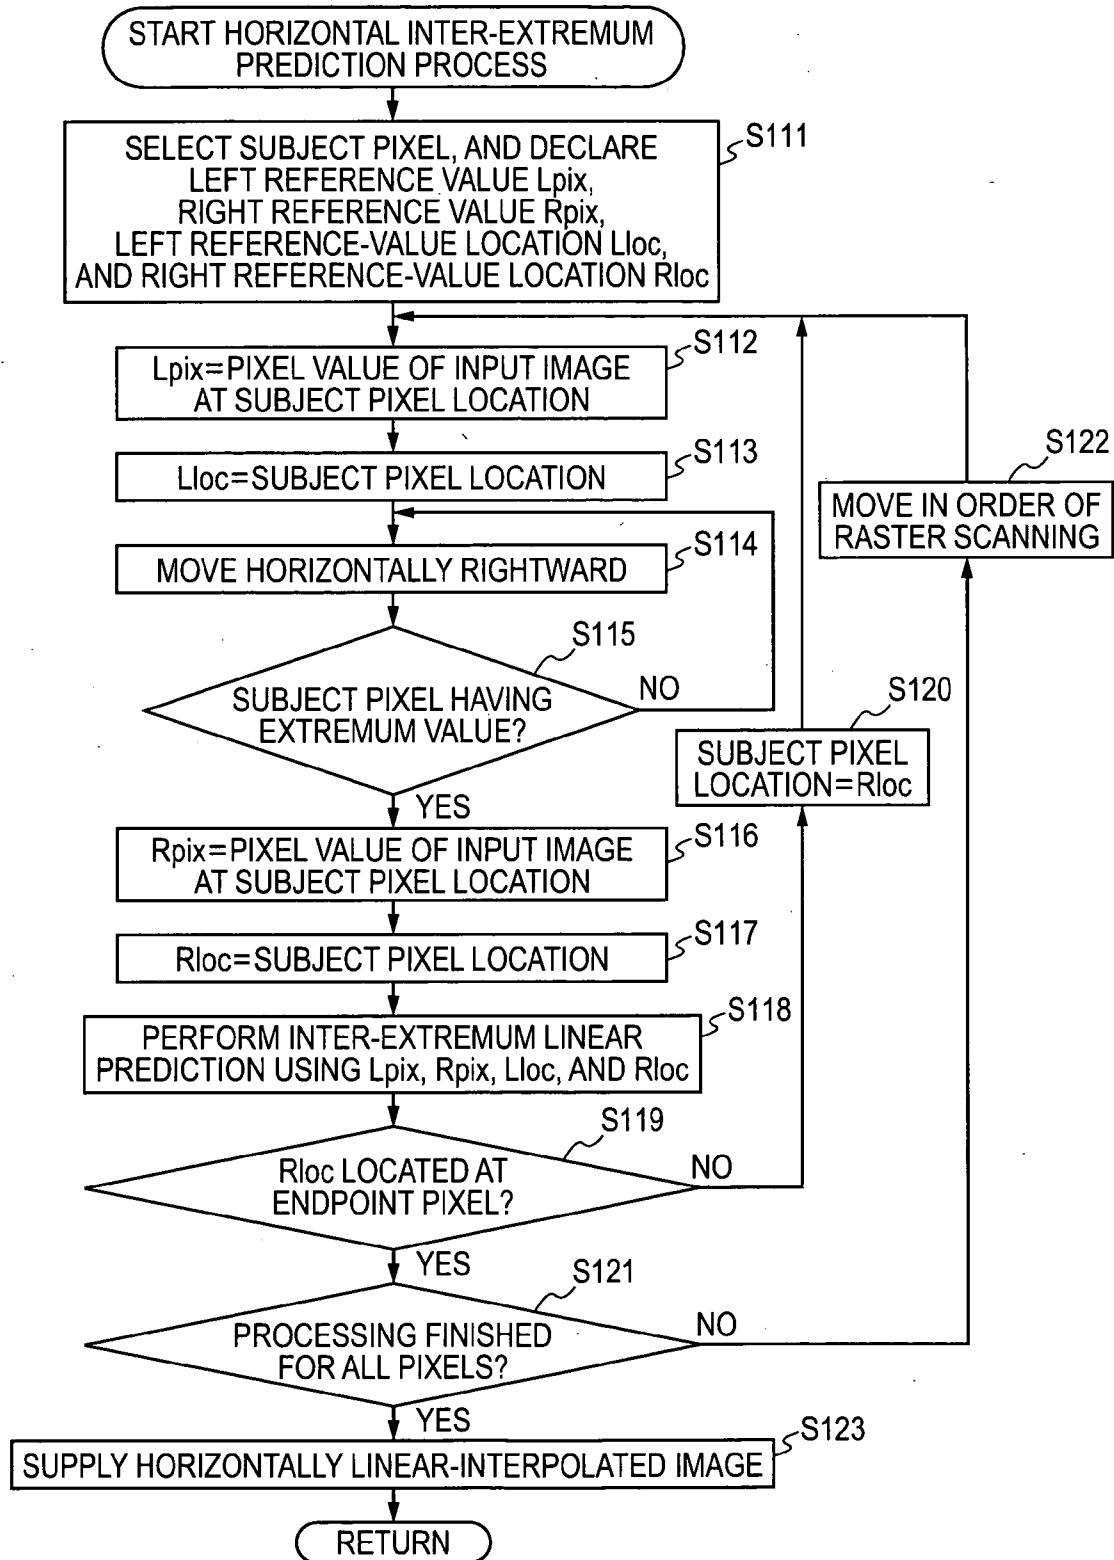 START HORIZONTAL INTER-EXTREMUM
PREDICTION PROCESS
S111
SELECT SUBJECT PIXEL, AND DECLARE
LEFT REFERENCE VALUE Lpix,
RIGHT REFERENCE VALUE Rpix,
LEFT REFERENCE-VALUE LOCATION Lloc,
AND RIGHT REFERENCE-VALUE LOCATION Rloc
S112
Lpix=PIXEL VALUE OF INPUT IMAGE
AT SUBJECT PIXEL LOCATION
S113
Lloc=SUBJECT PIXEL LOCATION
S122
MOVE IN ORDER OF
RASTER SCANNING
S114
MOVE HORIZONTALLY RIGHTWARD
S115
SUBJECT PIXEL HAVING
EXTREMUM VALUE?
NO
YES
S120
SUBJECT PIXEL
LOCATION=Rloc
S116
Rpix=PIXEL VALUE OF INPUT IMAGE
AT SUBJECT PIXEL LOCATION
S117
Rloc=SUBJECT PIXEL LOCATION
S118
PERFORM INTER-EXTREMUM LINEAR
PREDICTION USING Lpix, Rpix, Lloc, AND Rloc
S119
Rloc LOCATED AT
ENDPOINT PIXEL?
NO
YES
S121
PROCESSING FINISHED
FOR ALL PIXELS?
NO
YES
S123
SUPPLY HORIZONTALLY LINEAR-INTERPOLATED IMAGE
RETURN